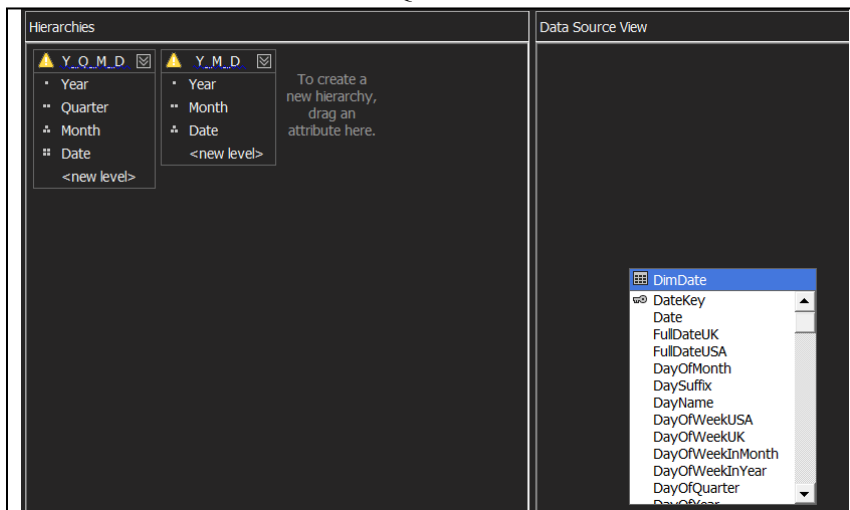 Hierarchies
Y_Q_M_D
Year
Quarter
Month
Date
<new level>
Y_M_D
Year
Month
Date
<new level>
To create a
new hierarchy,
drag an
attribute here.
Data Source View
DimDate
DateKey
Date
FullDateUK
FullDateUSA
DayOfMonth
DaySuffix
DayName
DayOfWeekUSA
DayOfWeekUK
DayOfWeekInMonth
DayOfWeekInYear
DayOfQuarter
DayOfYear